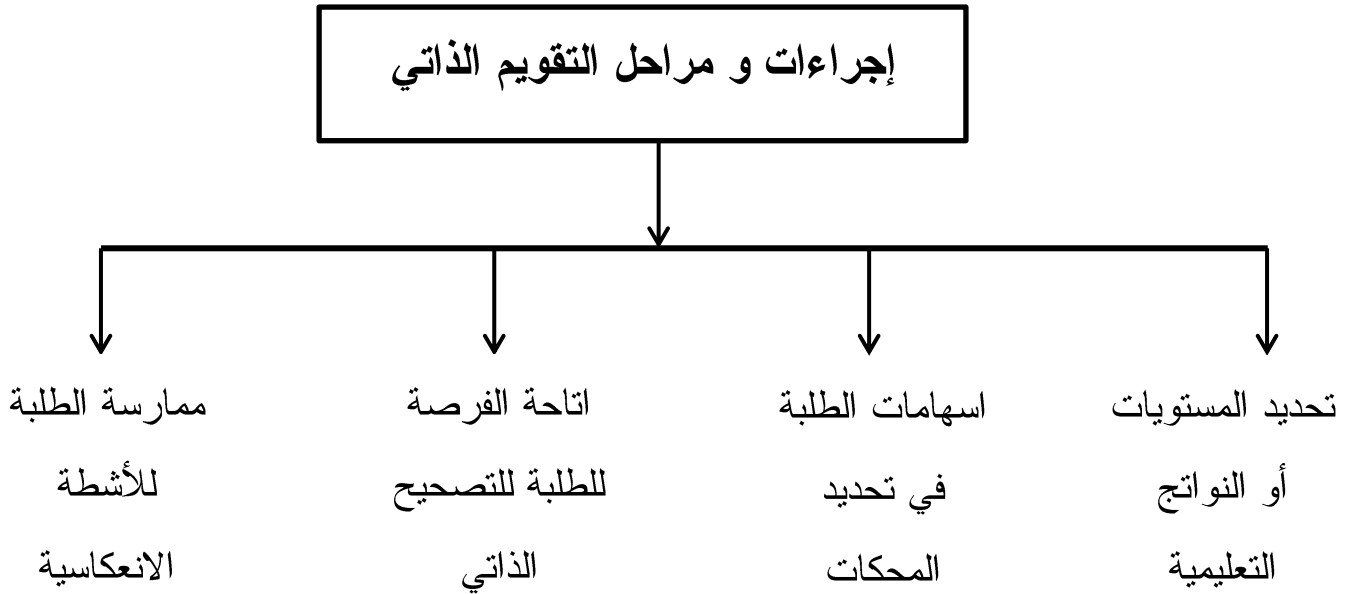 إجراءات و مراحل التقويم الذاتي
تحديد المستويات
أو النواتج
التعليمية
اسهامات الطلبة
في تحديد
المحكات
اتاحة الفرصة
للطلبة للتصحيح
الذاتي
ممارسة الطلبة
للأشطة
الانعكاسية